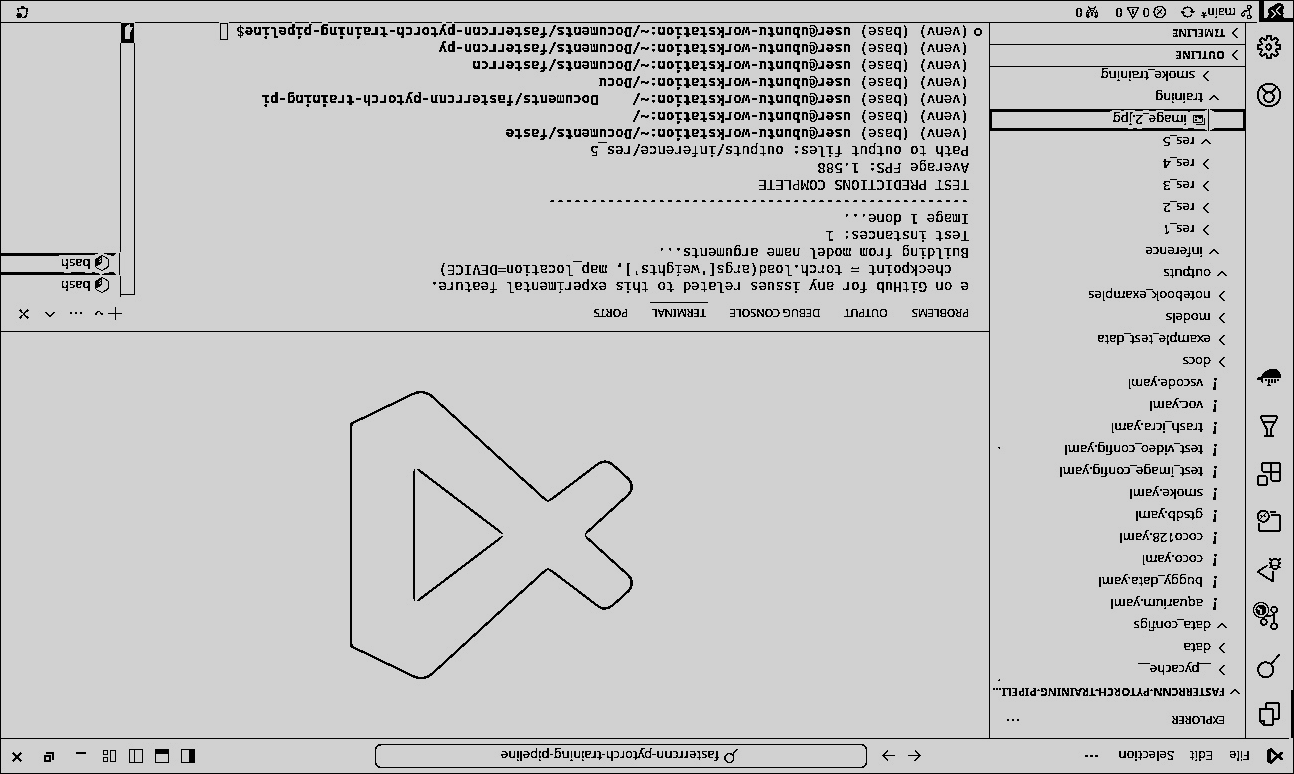 File Edit Selection ···
fasterrcnn-pytorch-training-pipeline
EXPLORER ···
FASTERRCNN-PYTORCH-TRAINING-PIPELI...
__pycache__
data
data_configs
! aquarium.yaml
! buggy_data.yaml
! coco.yaml
! coco128.yaml
! gtsdb.yaml
! smoke.yaml
! test_image_config.yaml
! test_video_config.yaml
! trash_icra.yaml
! voc.yaml
! vscode.yaml
docs
example_test_data
models
notebook_examples
outputs
inference
res_1
res_2
res_3
res_4
res_5
image_2.jpg
training
smoke_training
OUTLINE
TIMELINE
PROBLEMS OUTPUT DEBUG CONSOLE TERMINAL PORTS
e on GitHub for any issues related to this experimental feature.
checkpoint = torch.load(args['weights'], map_location=DEVICE)
Building from model name arguments...
Test instances: 1
Image 1 done...
--------------------------------------------------
TEST PREDICTIONS COMPLETE
Average FPS: 1.588
Path to output files: outputs/inference/res_5
(venv) (base) user@ubuntu-workstation:~/Documents/faste
(venv) (base) user@ubuntu-workstation:~/
(venv) (base) user@ubuntu-workstation:~/ Documents/fasterrcnn-pytorch-training-pi
(venv) (base) user@ubuntu-workstation:~/Docu
(venv) (base) user@ubuntu-workstation:~/Documents/fasterrcn
(venv) (base) user@ubuntu-workstation:~/Documents/fasterrcnn-py
(venv) (base) user@ubuntu-workstation:~/Documents/fasterrcnn-pytorch-training-pipeline$
bash
bash
main* 0 0 0